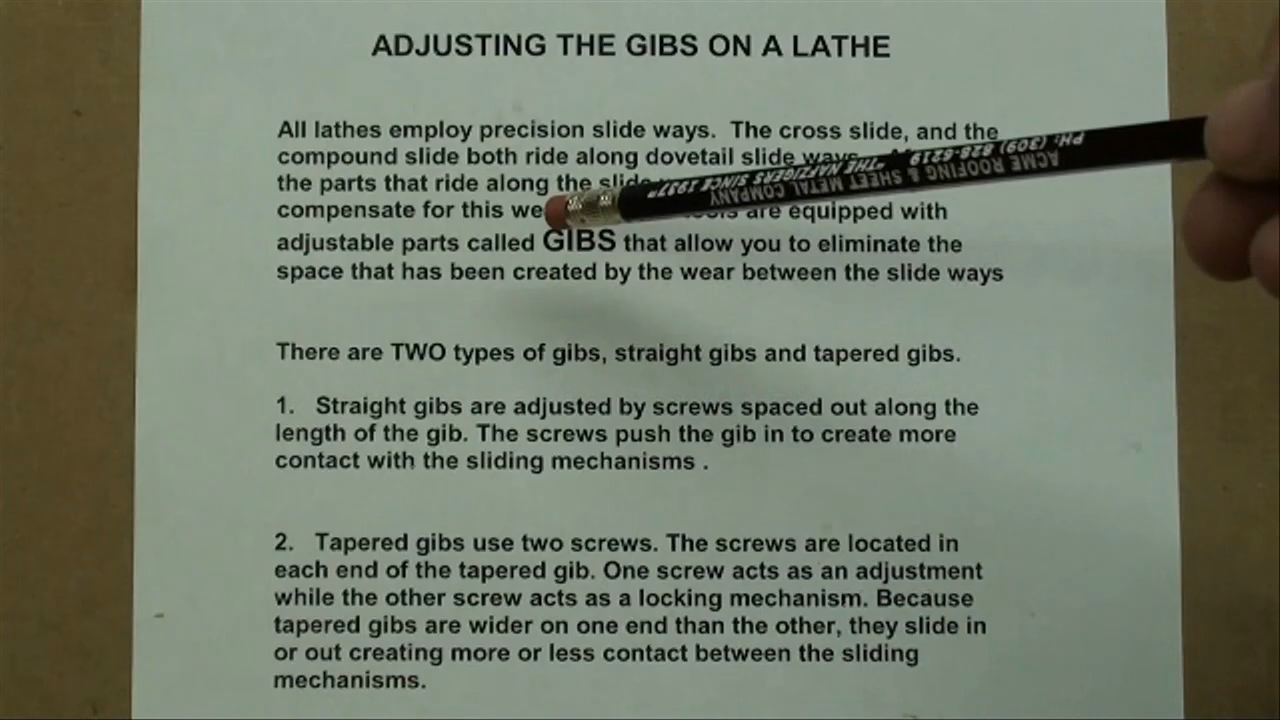 ADJUSTING THE GIBS ON A LATHE
All lathes employ precision slide ways. The cross slide, and the
compound slide both ride along dovetail slide ways
the parts that ride along the slide
compensate for this are equipped with
adjustable parts called GIBS that allow you to eliminate the
space that has been created by the wear between the slide ways
There are TWO types of gibs, straight gibs and tapered gibs.
1. Straight gibs are adjusted by screws spaced out along the
length of the gib. The screws push the gib in to create more
contact with the sliding mechanisms .
2. Tapered gibs use two screws. The screws are located in
each end of the tapered gib. One screw acts as an adjustment
while the other screw acts as a locking mechanism. Because
tapered gibs are wider on one end than the other, they slide in
or out creating more or less contact between the sliding
mechanisms.
ACME ROOFING & SHEET METAL COMPANY
"THE NAFZIGERS SINCE 1937"
PH: (309) 828-6219